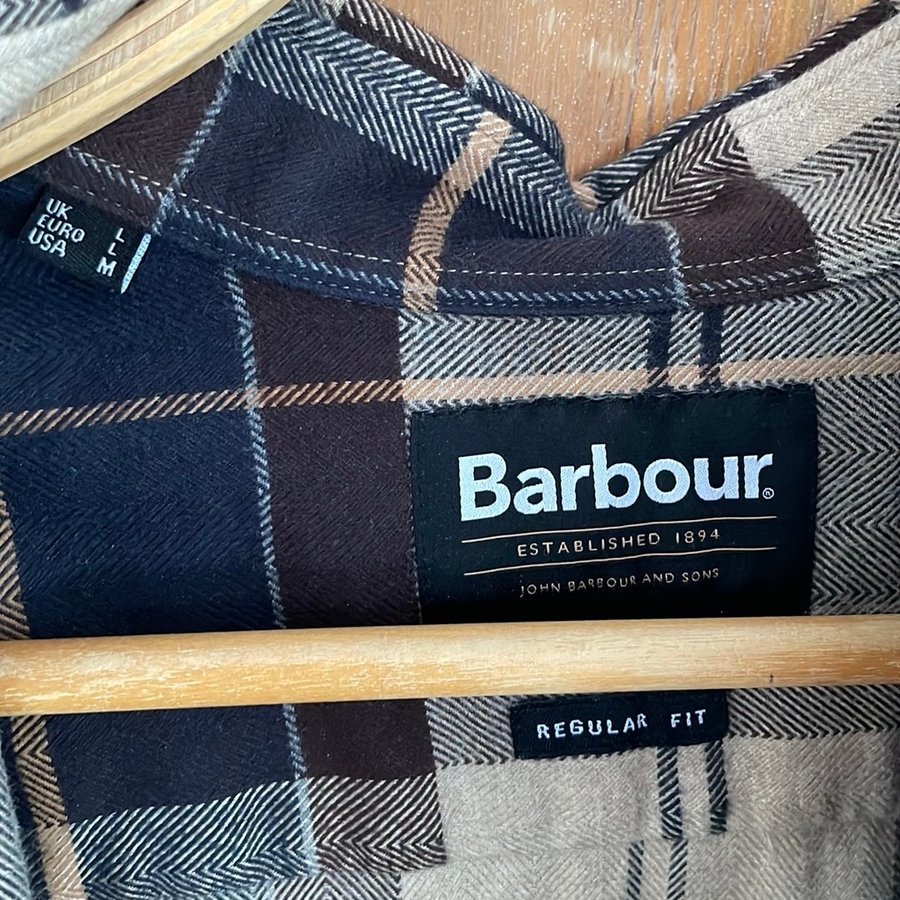 UK L
EURO L
USA M
Barbour®
ESTABLISHED 1894
JOHN BARBOUR AND SONS
REGULAR FIT